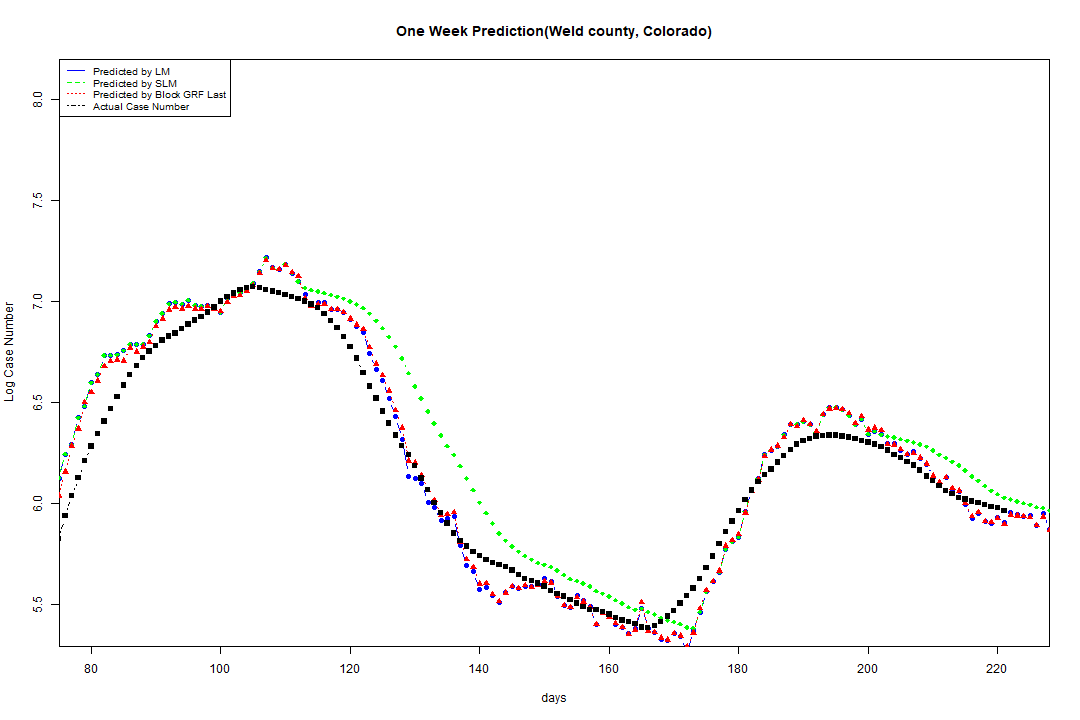 One Week Prediction(Weld county, Colorado)
Predicted by LM
Predicted by SLM
Predicted by Block GRF Last
Actual Case Number
8.0
7.5
7.0
6.5
6.0
5.5
Log Case Number
80 100 120 140 160 180 200 220
days